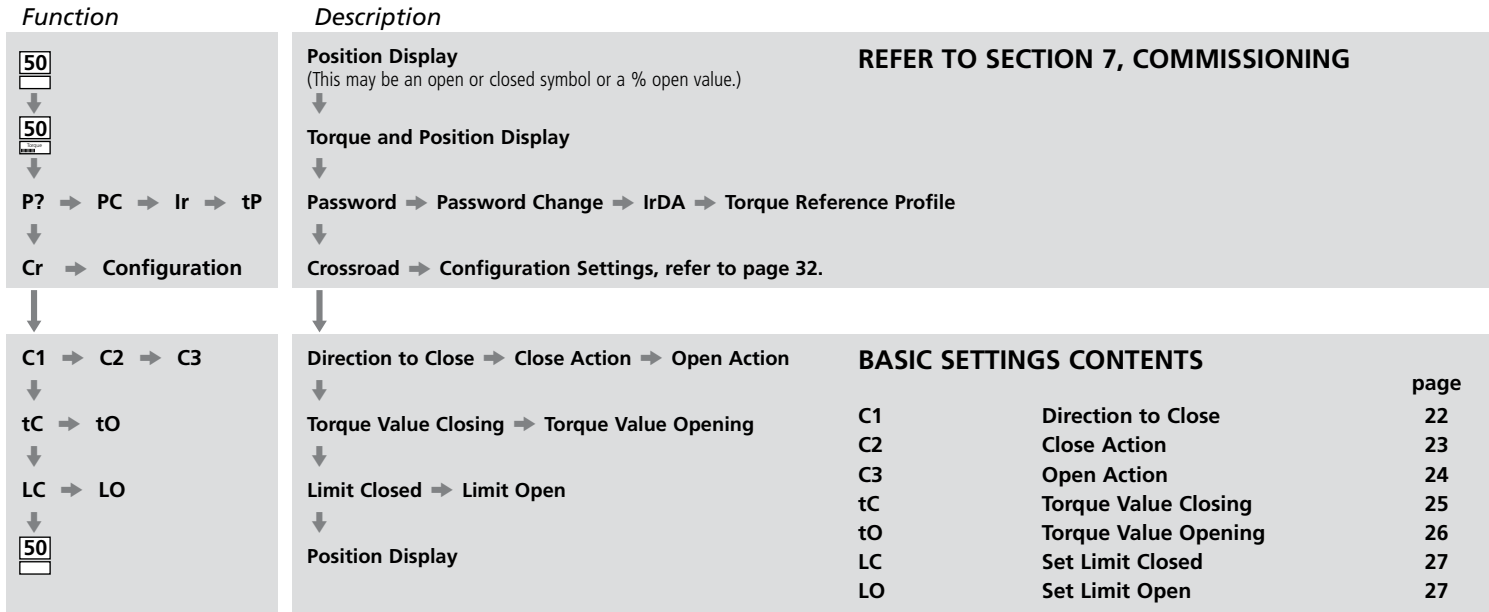 Function Description
50
Position Display
(This may be an open or closed symbol or a % open value.)
REFER TO SECTION 7, COMMISSIONING
50
Torque
Torque and Position Display
P? ➡ PC ➡ Ir ➡ tP
Password ➡ Password Change ➡ IrDA ➡ Torque Reference Profile
Cr ➡ Configuration
Crossroad ➡ Configuration Settings, refer to page 32.
C1 ➡ C2 ➡ C3
Direction to Close ➡ Close Action ➡ Open Action
tC ➡ tO
Torque Value Closing ➡ Torque Value Opening
LC ➡ LO
Limit Closed ➡ Limit Open
50
Position Display
BASIC SETTINGS CONTENTS
page
C1 Direction to Close 22
C2 Close Action 23
C3 Open Action 24
tC Torque Value Closing 25
tO Torque Value Opening 26
LC Set Limit Closed 27
LO Set Limit Open 27